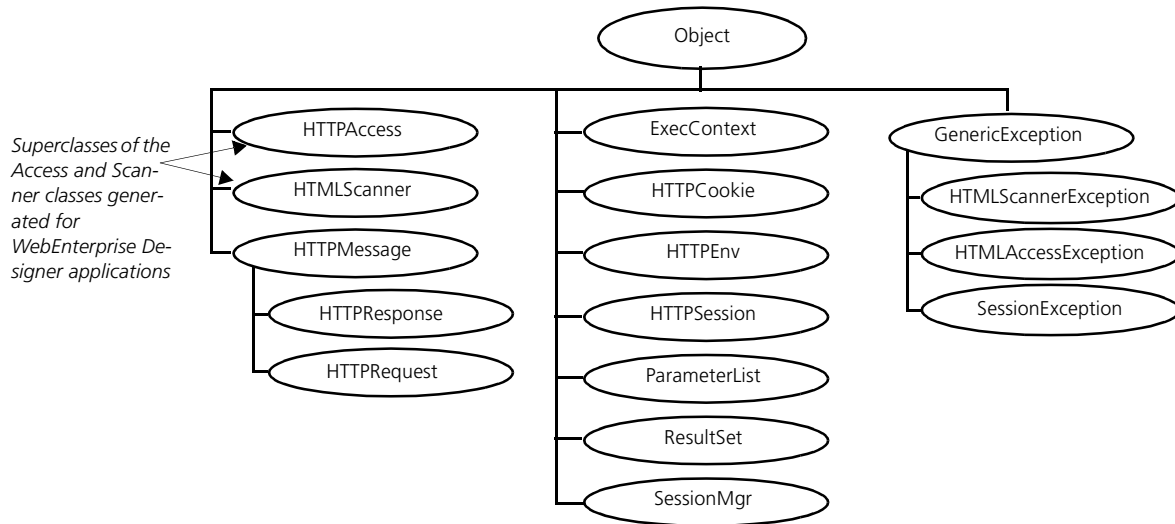 Object
Superclasses of the
Access and Scan-
ner classes gener-
ated for
WebEnterprise De-
signer applications
HTTPAccess
HTMLScanner
HTTPMessage
HTTPResponse
HTTPRequest
ExecContext
HTTPCookie
HTTPEnv
HTTPSession
ParameterList
ResultSet
SessionMgr
GenericException
HTMLScannerException
HTMLAccessException
SessionException